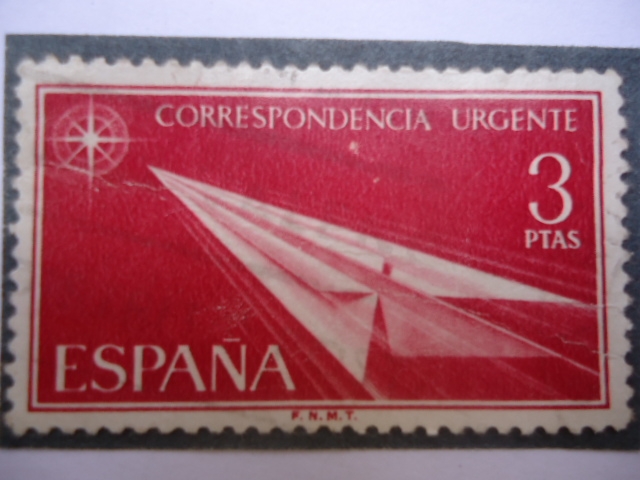 CORRESPONDENCIA URGENTE
3
PTAS
ESPAÑA
F. N. M. T.